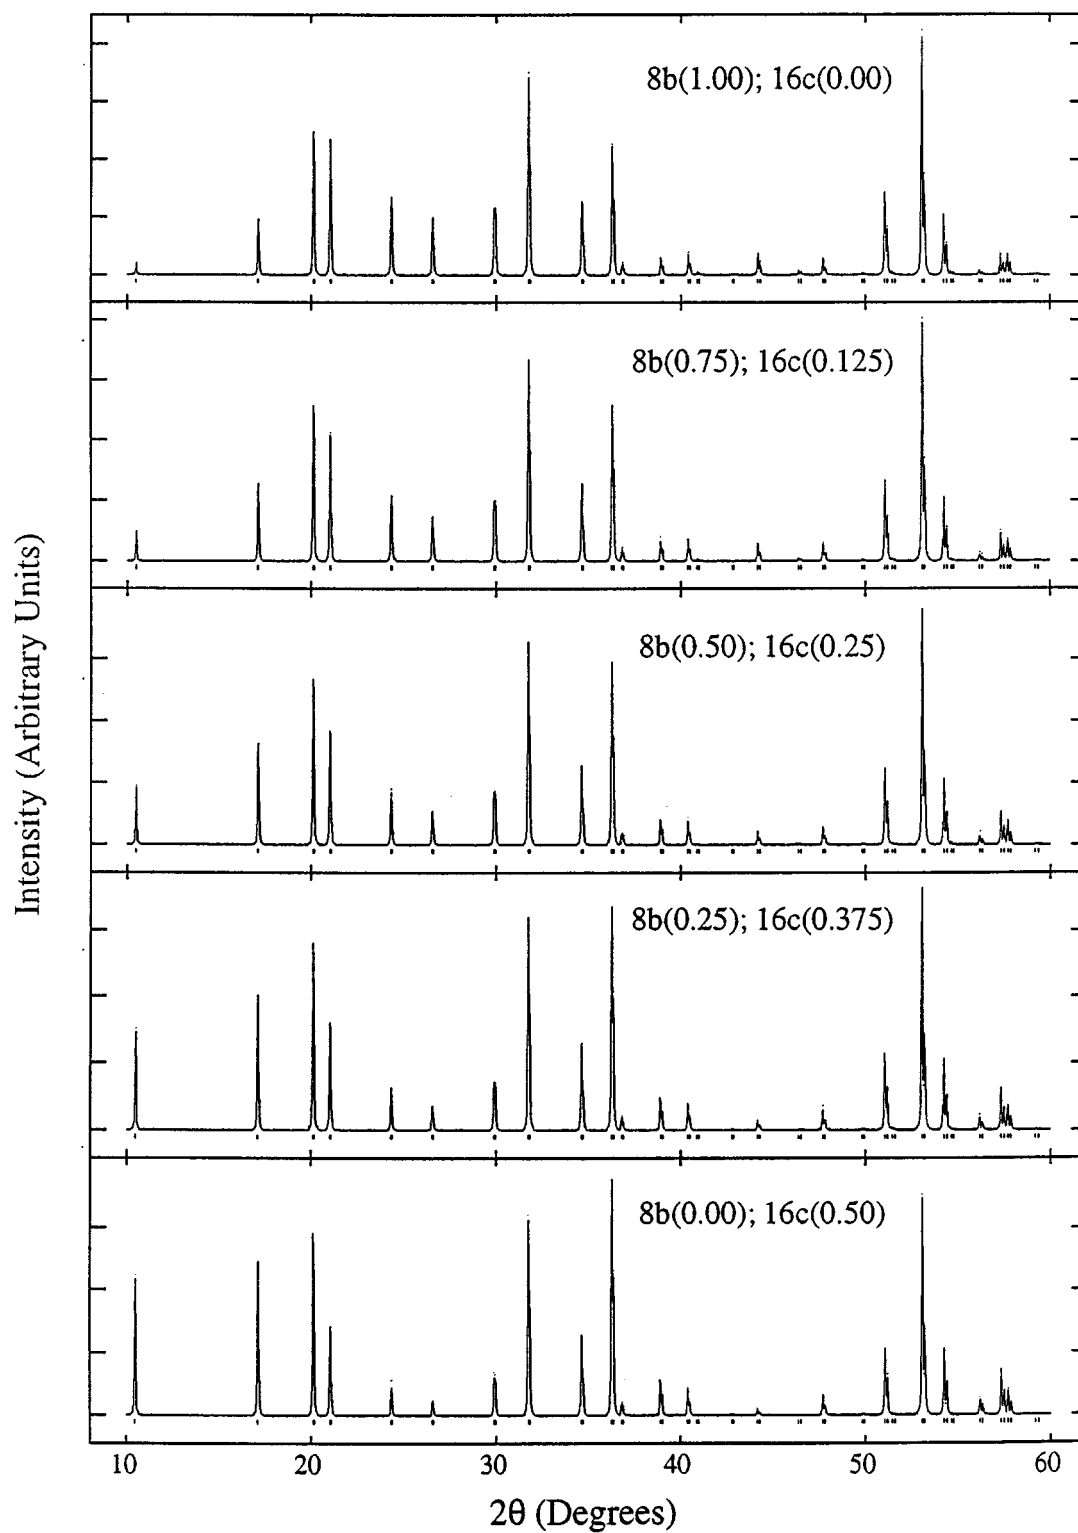 8b(1.00); 16c(0.00)
8b(0.75); 16c(0.125)
8b(0.50); 16c(0.25)
8b(0.25); 16c(0.375)
8b(0.00); 16c(0.50)
Intensity (Arbitrary Units)
10 20 30 40 50 60
2θ (Degrees)